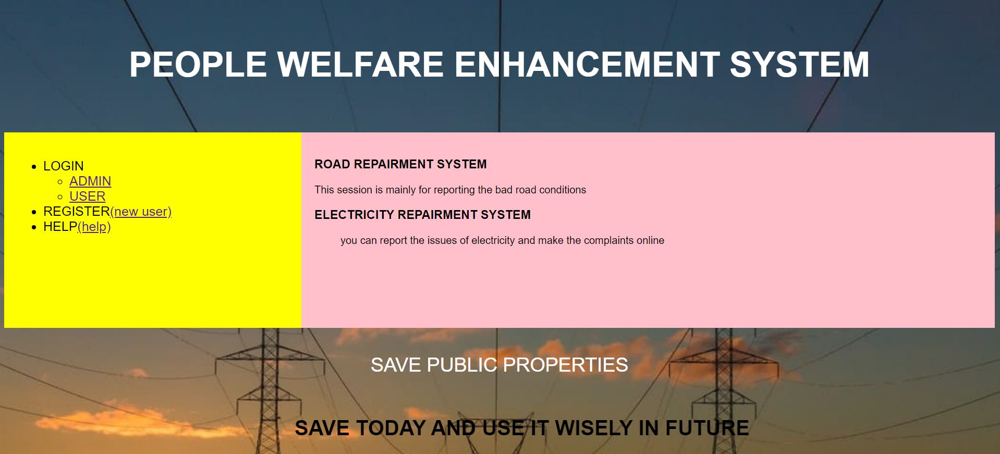 PEOPLE WELFARE ENHANCEMENT SYSTEM
LOGIN
ADMIN
USER
REGISTER(new user)
HELP(help)
ROAD REPAIRMENT SYSTEM
This session is mainly for reporting the bad road conditions
ELECTRICITY REPAIRMENT SYSTEM
you can report the issues of electricity and make the complaints online
SAVE PUBLIC PROPERTIES
SAVE TODAY AND USE IT WISELY IN FUTURE